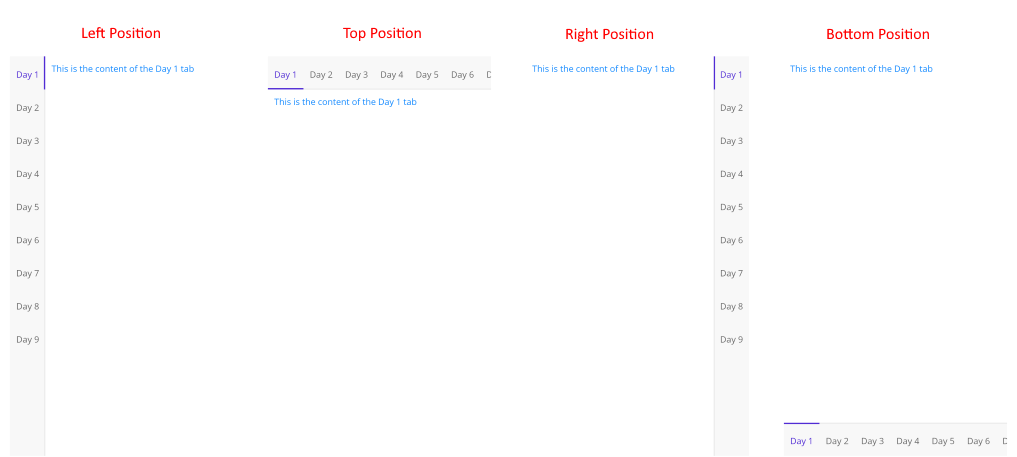 Left Position
Day 1
This is the content of the Day 1 tab
Day 2
Day 3
Day 4
Day 5
Day 6
Day 7
Day 8
Day 9
Top Position
Day 1 Day 2 Day 3 Day 4 Day 5 Day 6 D
This is the content of the Day 1 tab
Right Position
This is the content of the Day 1 tab
Day 1
Day 2
Day 3
Day 4
Day 5
Day 6
Day 7
Day 8
Day 9
Bottom Position
This is the content of the Day 1 tab
Day 1 Day 2 Day 3 Day 4 Day 5 Day 6 D